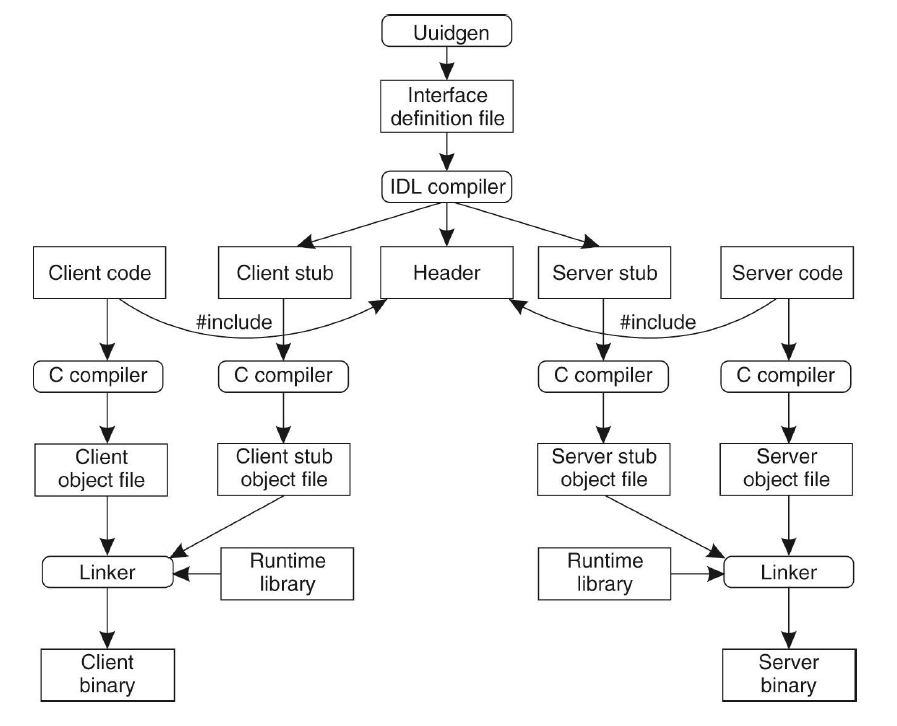 Uuidgen
Interface
definition file
IDL compiler
Client code
Client stub
Header
Server stub
Server code
#include
#include
C compiler
C compiler
C compiler
C compiler
Client
object file
Client stub
object file
Server stub
object file
Server
object file
Linker
Runtime
library
Runtime
library
Linker
Client
binary
Server
binary